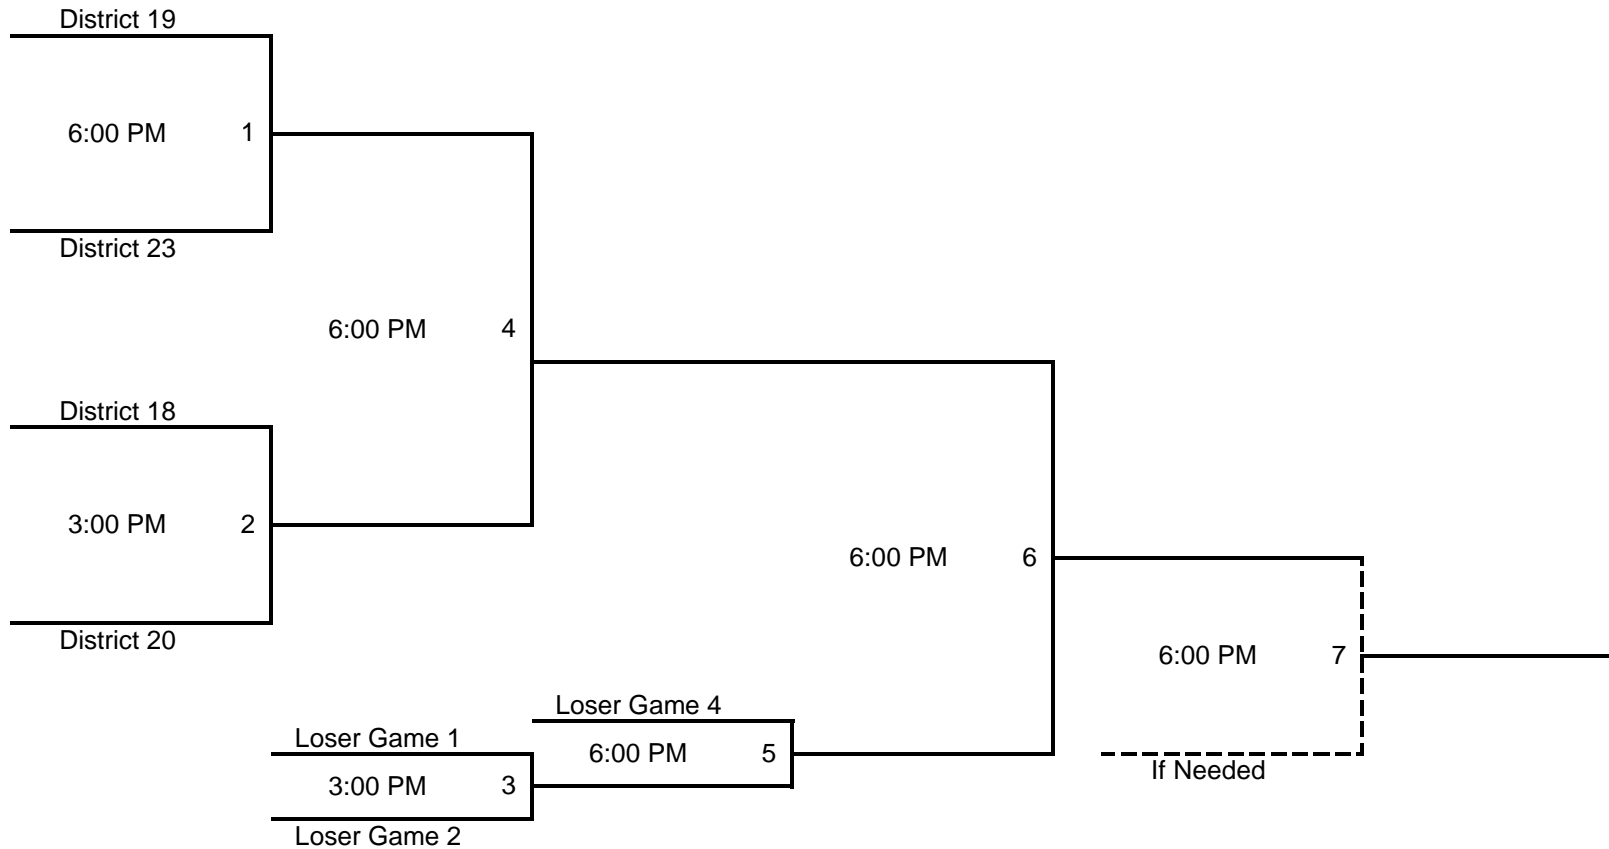 District 19
6:00 PM 1
District 23
6:00 PM 4
District 18
3:00 PM 2
District 20
6:00 PM 6
6:00 PM 7
If Needed
Loser Game 4
6:00 PM 5
Loser Game 1
3:00 PM 3
Loser Game 2